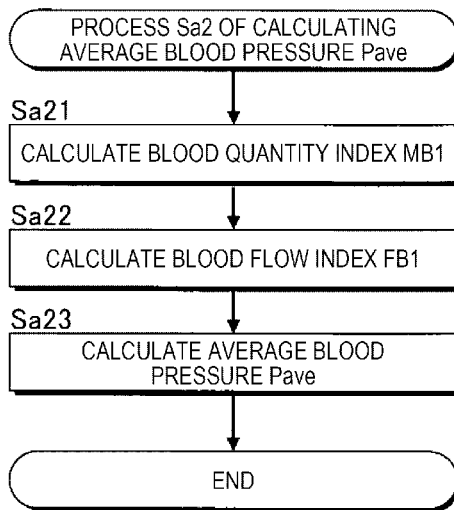 PROCESS Sa2 OF CALCULATING
AVERAGE BLOOD PRESSURE Pave
Sa21
CALCULATE BLOOD QUANTITY INDEX MB1
Sa22
CALCULATE BLOOD FLOW INDEX FB1
Sa23
CALCULATE AVERAGE BLOOD
PRESSURE Pave
END